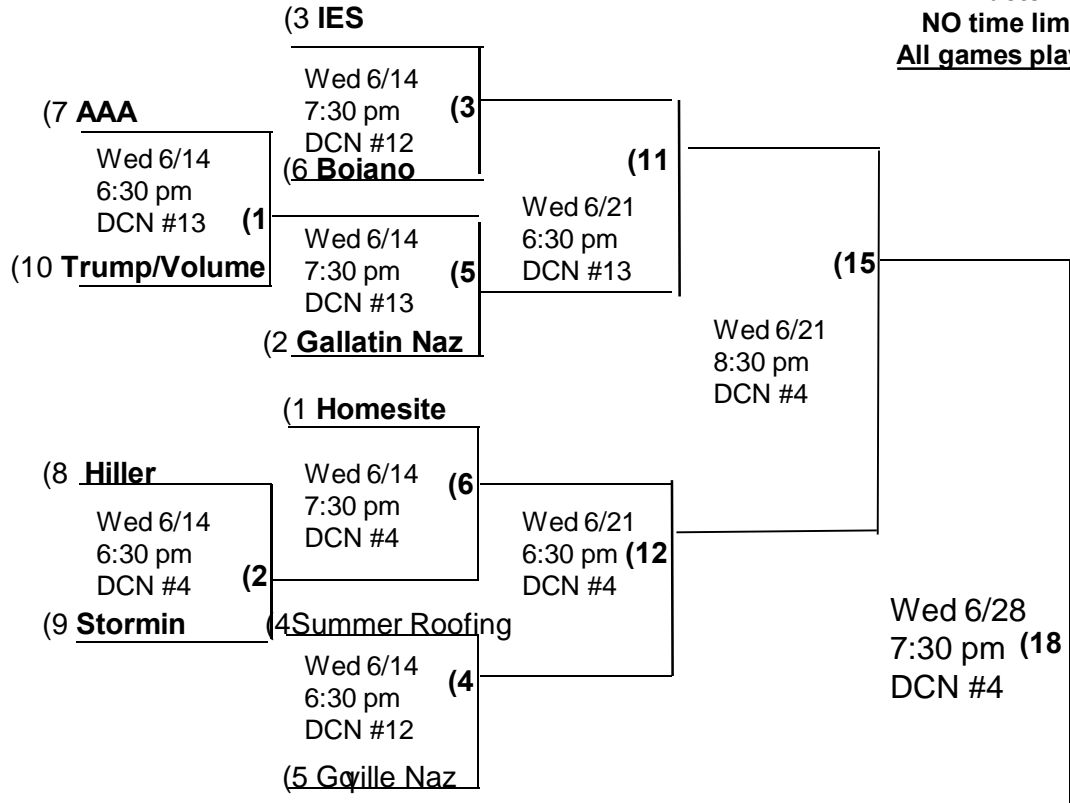 NO time lim
All games play
(3 IES
Wed 6/14
7:30 pm
DCN #12
(3
(6 Boiano
(7 AAA
Wed 6/14
6:30 pm
DCN #13
(1
(10 Trump/Volume
Wed 6/14
7:30 pm
DCN #13
(5
(2 Gallatin Naz
(11
Wed 6/21
6:30 pm
DCN #13
(15
Wed 6/21
8:30 pm
DCN #4
(1 Homesite
Wed 6/14
7:30 pm
DCN #4
(6
(8 Hiller
Wed 6/14
6:30 pm
DCN #4
(2
(9 Stormin
Wed 6/21
6:30 pm (12
DCN #4
(4Summer Roofing
Wed 6/14
6:30 pm
DCN #12
(4
(5 Naz
Wed 6/28
7:30 pm (18
DCN #4